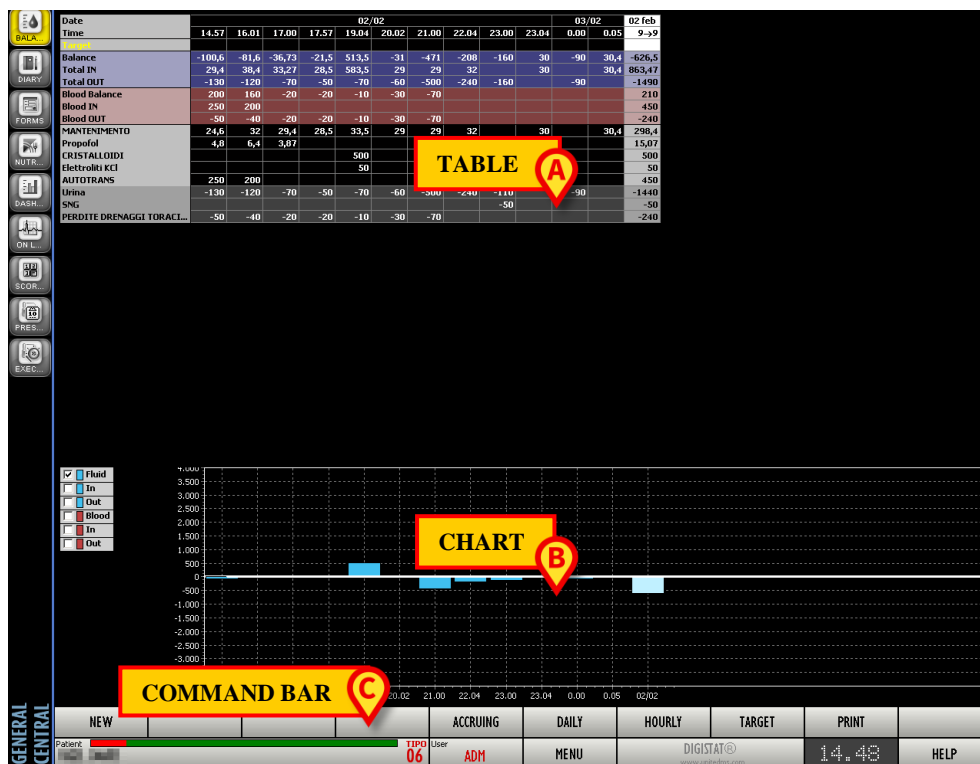 Date 02/02 03/02 02 feb
Time 14.57 16.01 17.00 17.57 19.04 20.02 21.00 22.04 23.00 23.04 0.00 0.05 9→9
Target
Balance -100,6 -81,6 -36,73 -21,5 513,5 -31 -471 -208 -160 30 -90 30,4 -626,5
Total IN 29,4 38,4 33,27 28,5 583,5 29 29 32 30 30,4 863,47
Total OUT -130 -120 -70 -50 -70 -60 -500 -240 -160 -90 -1490
Blood Balance 200 160 -20 -20 -10 -30 -70 210
Blood IN 250 200 450
Blood OUT -50 -40 -20 -20 -10 -30 -70 -240
MANTENIMENTO 24,6 32 29,4 28,5 33,5 29 29 32 30 30,4 298,4
Propofol 4,8 6,4 3,87 15,07
CRISTALLOIDI 500 500
Elettroliti KCl 50 50
AUTOTRANS 250 200 450
Urina -130 -120 -70 -50 -70 -60 -500 -240 -110 -90 -1440
SNG -50 -50
PERDITE DRENAGGI TORACI... -50 -40 -20 -20 -10 -30 -70 -240
TABLE A
BALA...
DIARY
FORMS
NUTR...
DASH...
ON L...
SCOR...
PRES...
EXEC...
Fluid
In
Out
Blood
In
Out
4.000
3.500
3.000
2.500
2.000
1.500
1.000
500
0
-500
-1.000
-1.500
-2.000
-2.500
-3.000
CHART B
20.02 21.00 22.04 23.00 23.04 0.00 0.05 02/02
COMMAND BAR C
GENERAL
CENTRAL
NEW ACCRUING DAILY HOURLY TARGET PRINT
Patient TIPO 06 User ADM MENU DIGISTAT® 14.48 HELP
www.unitedms.com